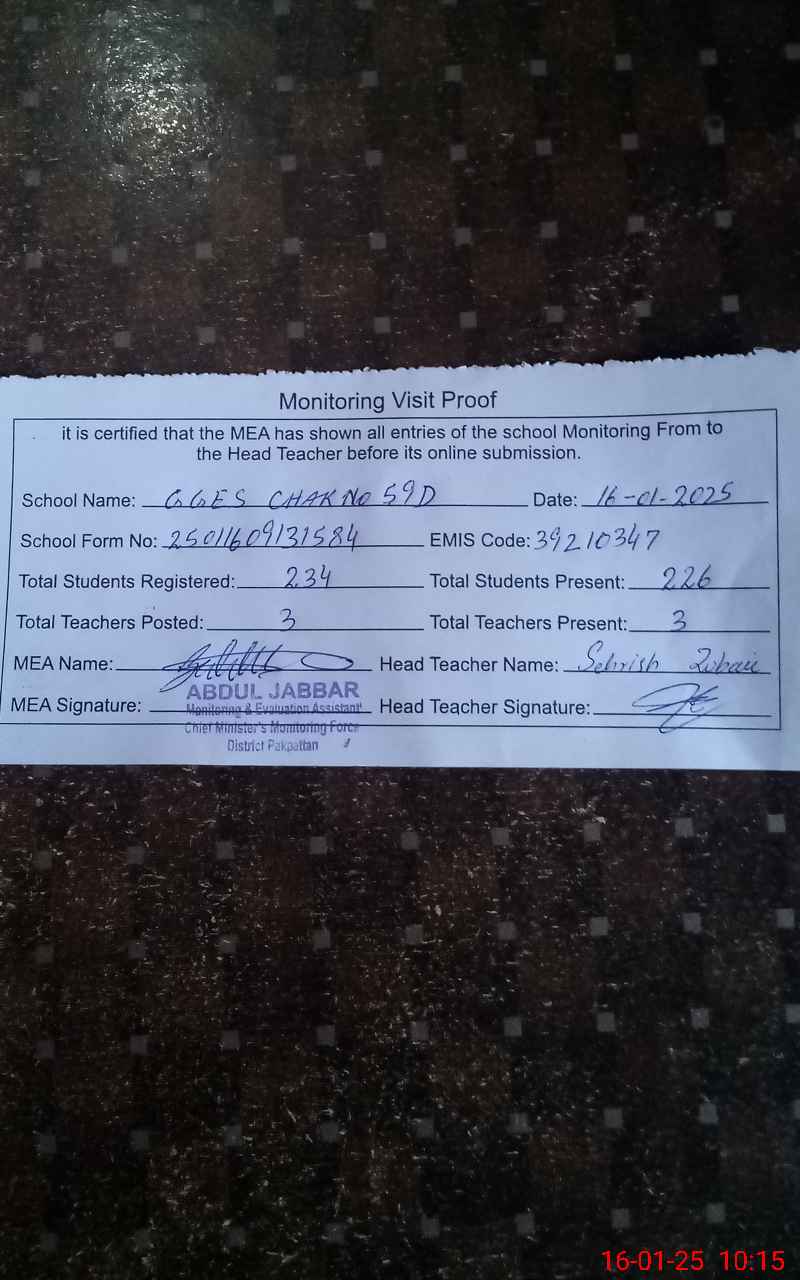 Monitoring Visit Proof
it is certified that the MEA has shown all entries of the school Monitoring From to
the Head Teacher before its online submission.
School Name: GGES CHAK No 59D Date: 16-01-2025
School Form No: 25011609131584 EMIS Code: 39210347
Total Students Registered: 234 Total Students Present: 226
Total Teachers Posted: 3 Total Teachers Present: 3
MEA Name: Head Teacher Name: Sehrish Zubair
ABDUL JABBAR
MEA Signature: Monitoring & Evaluation Assistant Head Teacher Signature:
Chief Minister's Monitoring Force
District Pakpattan
16-01-25 10:15